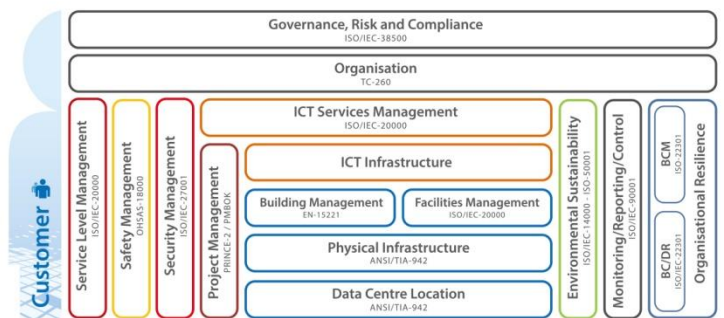 Governance, Risk and Compliance
ISO/IEC-38500
Organisation
TC-260
Customer
Service Level Management
ISO/IEC-20000
Safety Management
OHSAS-18000
Security Management
ISO/IEC-27001
ICT Services Management
ISO/IEC-20000
Project Management
PRINCE-2 / PMBOK
ICT Infrastructure
Building Management
EN-15221
Facilities Management
ISO/IEC-20000
Physical Infrastructure
ANSI/TIA-942
Data Centre Location
ANSI/TIA-942
Environmental Sustainability
ISO/IEC-14000 - ISO-50001
Monitoring/Reporting/Control
ISO/IEC-90001
BCM
ISO-22301
BC/DR
ISO/IEC-22301
Organisational Resilience